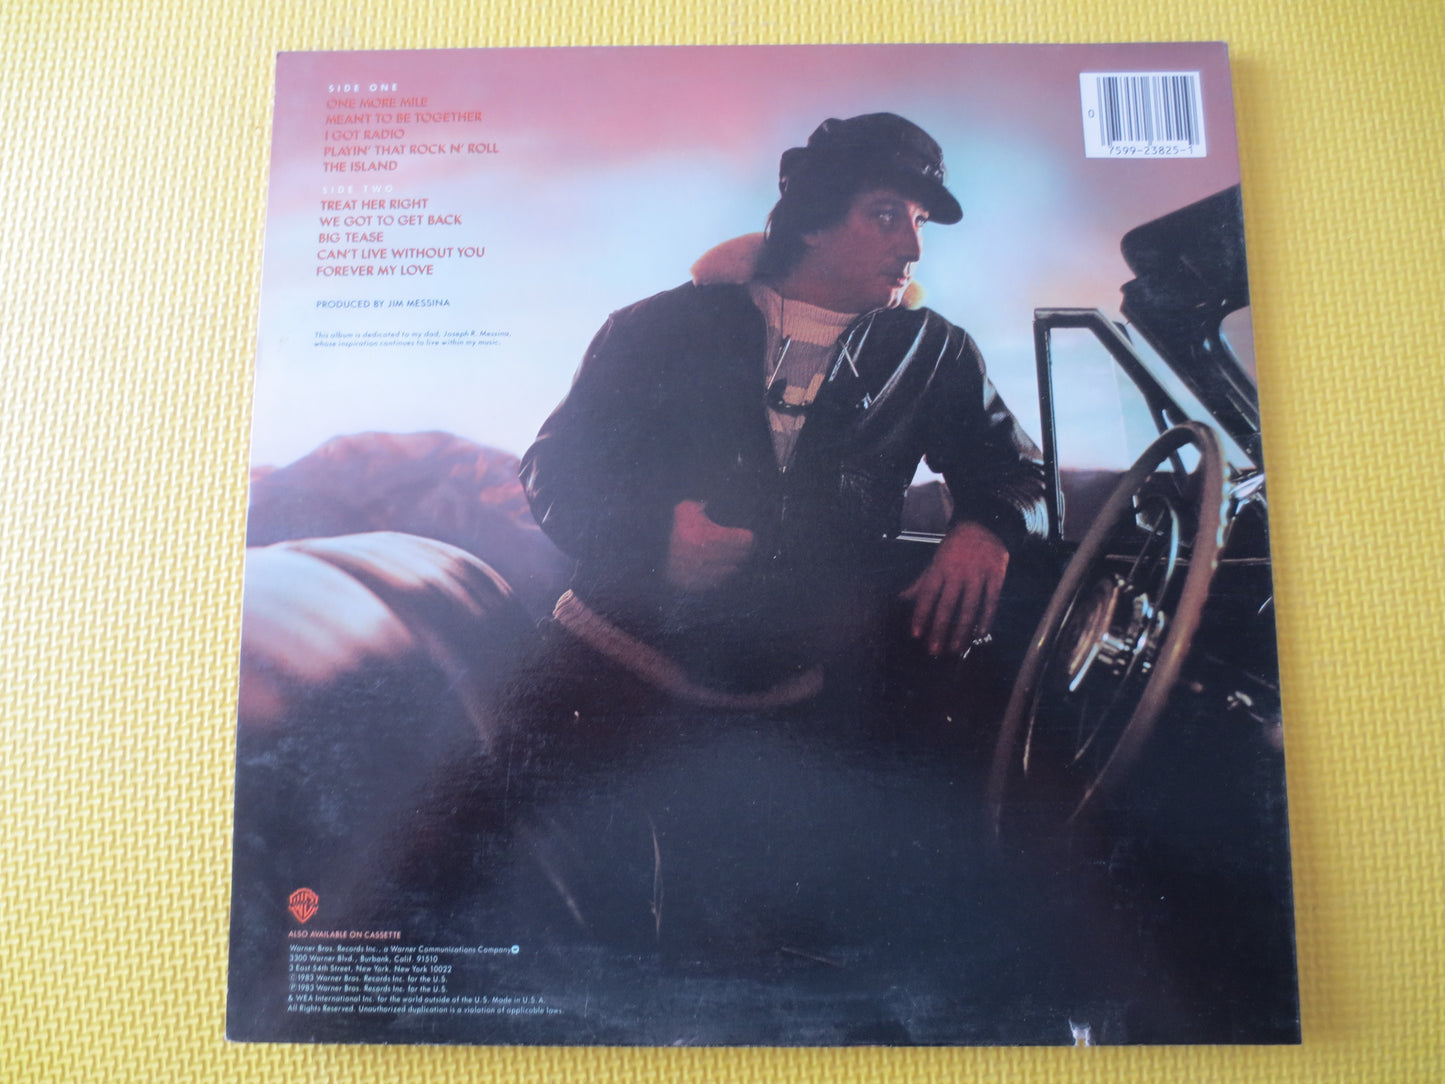 SIDE ONE
ONE MORE MILE
MEANT TO BE TOGETHER
I GOT RADIO
PLAYIN' THAT ROCK N' ROLL
THE ISLAND
SIDE TWO
TREAT HER RIGHT
WE GOT TO GET BACK
BIG TEASE
CAN'T LIVE WITHOUT YOU
FOREVER MY LOVE
PRODUCED BY JIM MESSINA
This album is dedicated to my dad, Joseph R. Messina,
whose inspiration continues to live within my music.
0
7599-23825-1
ALSO AVAILABLE ON CASSETTE
Warner Bros. Records Inc., a Warner Communications Company
3300 Warner Blvd., Burbank, Calif. 91510
3 East 54th Street, New York, New York 10022
©1983 Warner Bros. Records Inc. for the U.S.
℗1983 Warner Bros. Records Inc. for the U.S.
& WEA International Inc. for the world outside of the U.S. Made in U.S.A.
All Rights Reserved. Unauthorized duplication is a violation of applicable laws.